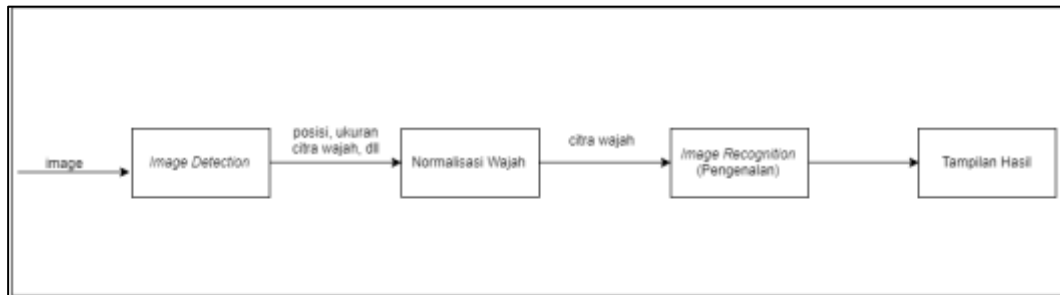 image
Image Detection
posisi, ukuran
citra wajah, dll
Normalisasi Wajah
citra wajah
Image Recognition
(Pengenalan)
Tampilan Hasil